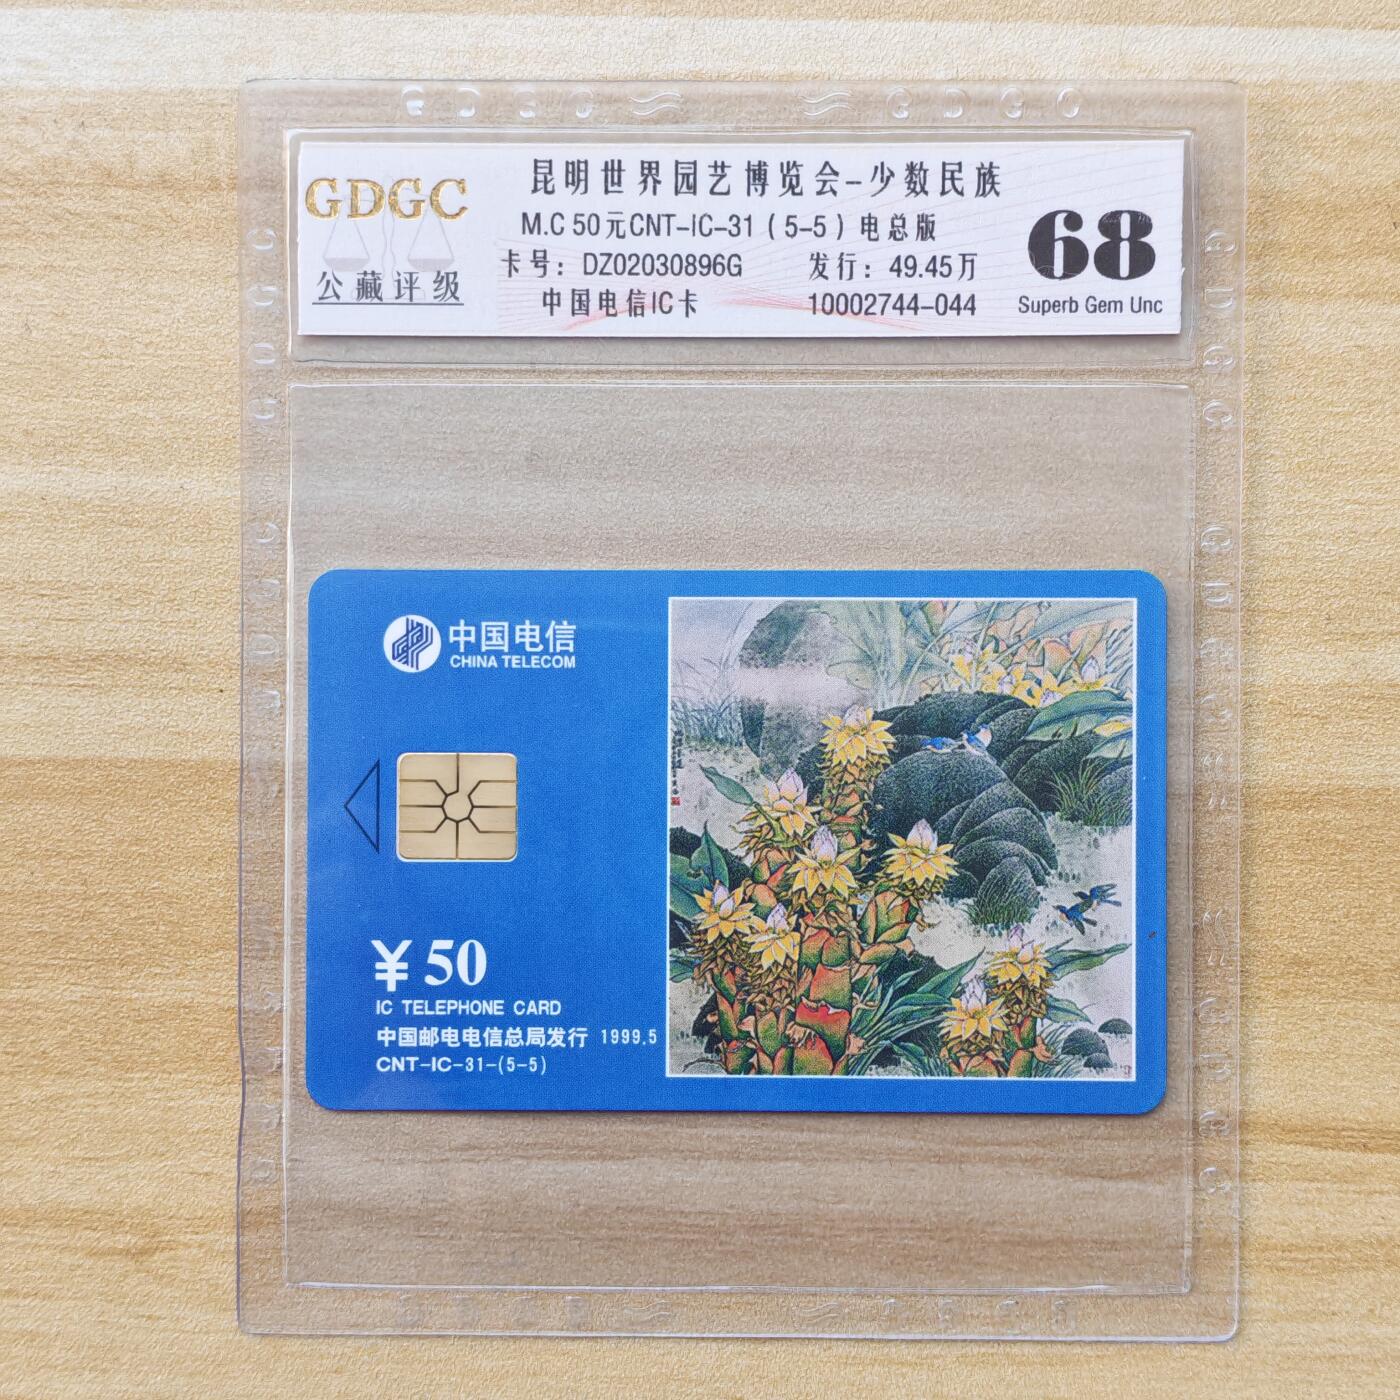 GDGC
公藏评级
昆明世界园艺博览会-少数民族
M.C 50元CNT-IC-31（5-5）电总版
卡号：DZ02030896G 发行：49.45万
中国电信IC卡 10002744-044
68
Superb Gem Unc
中国电信
CHINA TELECOM
¥50
IC TELEPHONE CARD
中国邮电电信总局发行 1999.5
CNT-IC-31-(5-5)